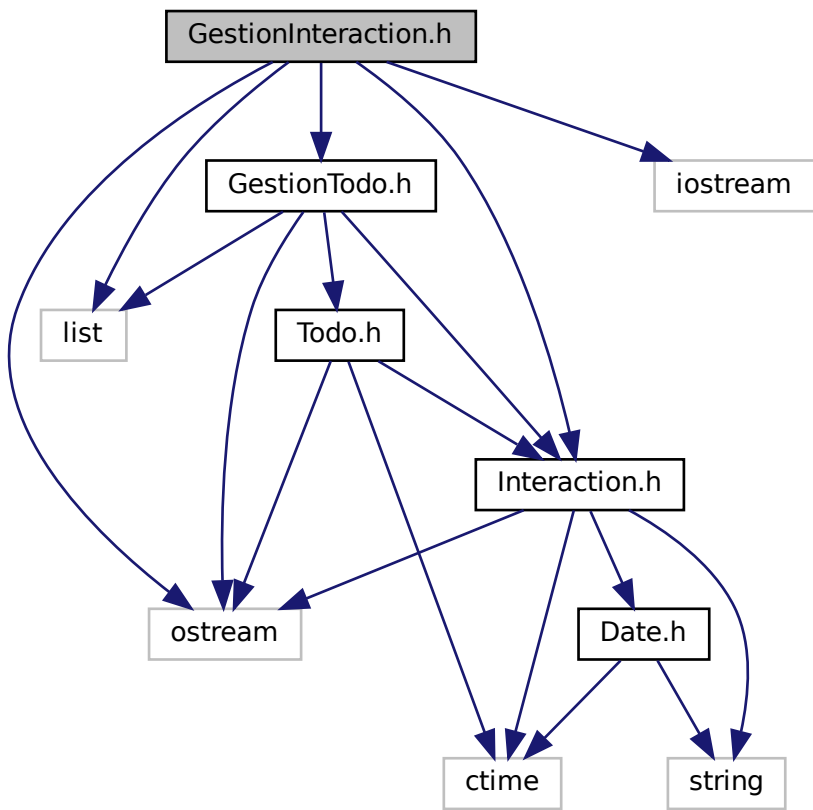 GestionInteraction.h
GestionTodo.h
iostream
list
Todo.h
Interaction.h
ostream
Date.h
ctime
string